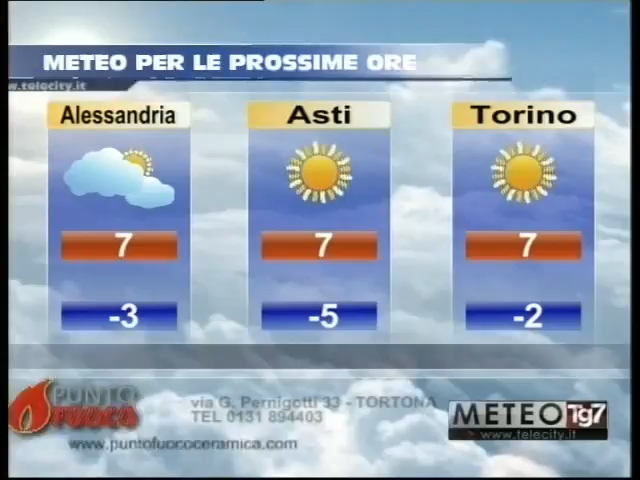 METEO PER LE PROSSIME ORE
w.telecity.it
Alessandria
Asti
Torino
7
7
7
-3
-5
-2
PUNTO
FUOCO
via G. Pernigotti 33 - TORTONA
TEL 0131 894403
www.puntofuococeramica.com
METEO Tg7
www.telecity.it